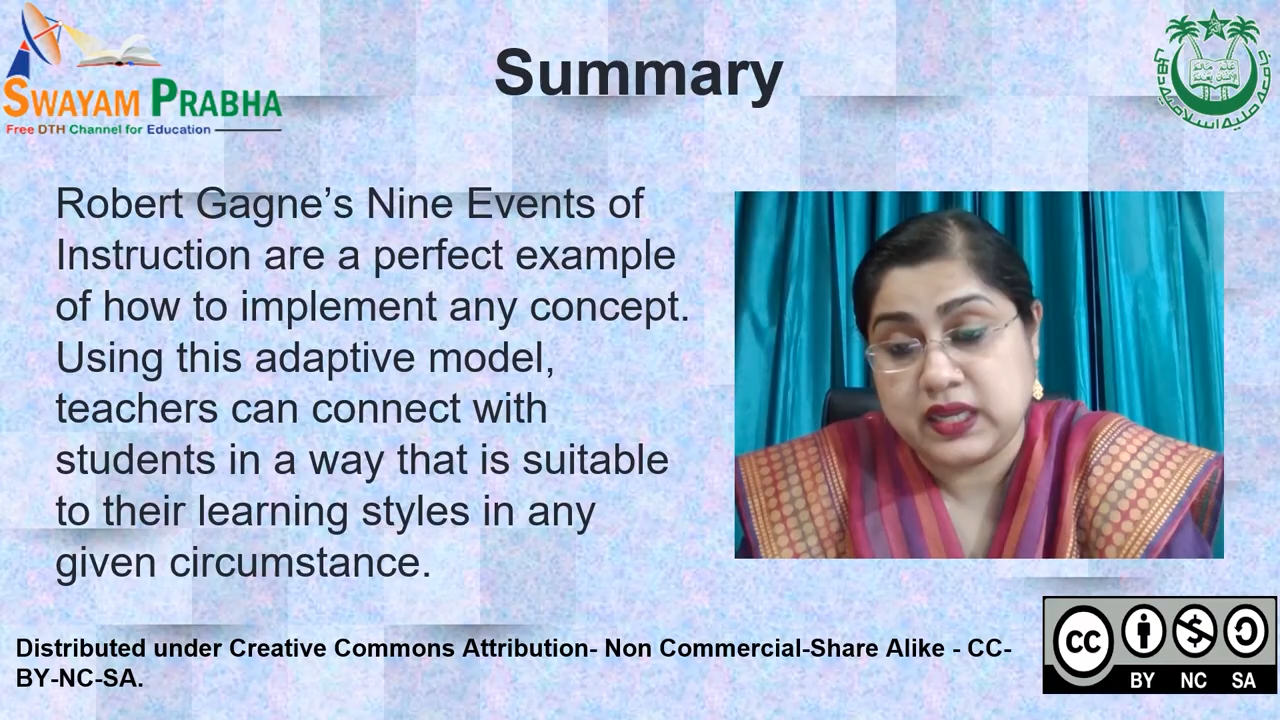 SWAYAM PRABHA
Free DTH Channel for Education
Summary
Robert Gagne’s Nine Events of
Instruction are a perfect example
of how to implement any concept.
Using this adaptive model,
teachers can connect with
students in a way that is suitable
to their learning styles in any
given circumstance.
Distributed under Creative Commons Attribution- Non Commercial-Share Alike - CC-
BY-NC-SA.
CC
BY NC SA